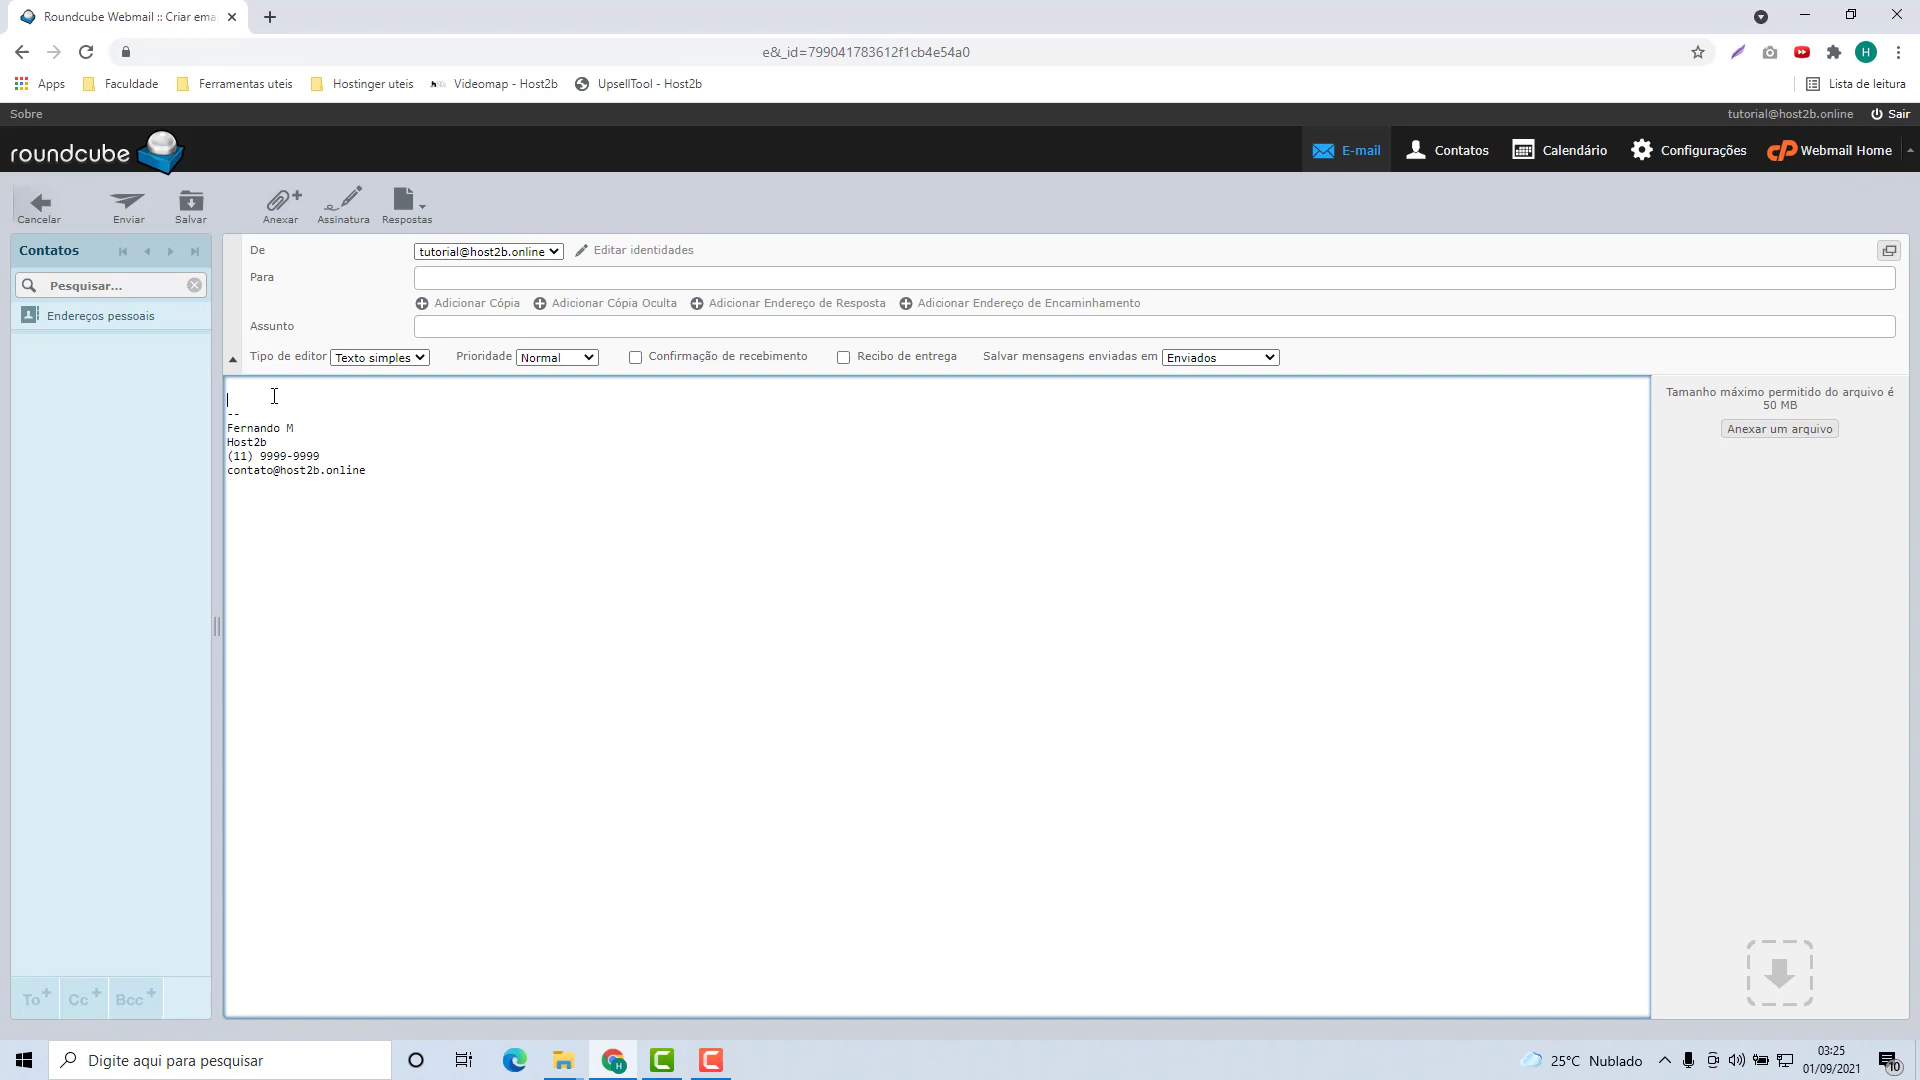 Roundcube Webmail :: Criar ema
e&_id=799041783612f1cb4e54a0
H
Apps
Faculdade
Ferramentas uteis
Hostinger uteis
Videomap - Host2b
UpsellTool - Host2b
Lista de leitura
Sobre
tutorial@host2b.online
Sair
roundcube
E-mail
Contatos
Calendário
Configurações
cP Webmail Home
Cancelar
Enviar
Salvar
Anexar
Assinatura
Respostas
Contatos
Pesquisar...
Endereços pessoais
De
tutorial@host2b.online
Editar identidades
Para
Adicionar Cópia
Adicionar Cópia Oculta
Adicionar Endereço de Resposta
Adicionar Endereço de Encaminhamento
Assunto
Tipo de editor
Texto simples
Prioridade
Normal
Confirmação de recebimento
Recibo de entrega
Salvar mensagens enviadas em
Enviados
--
Fernando M
Host2b
(11) 9999-9999
contato@host2b.online
Tamanho máximo permitido do arquivo é
50 MB
Anexar um arquivo
To+
Cc+
Bcc+
Digite aqui para pesquisar
25°C Nublado
03:25
01/09/2021
10